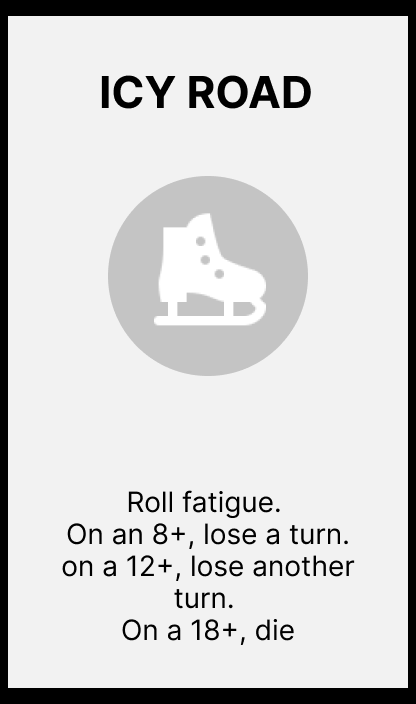 ICY ROAD
Roll fatigue.
On an 8+, lose a turn.
on a 12+, lose another
turn.
On a 18+, die